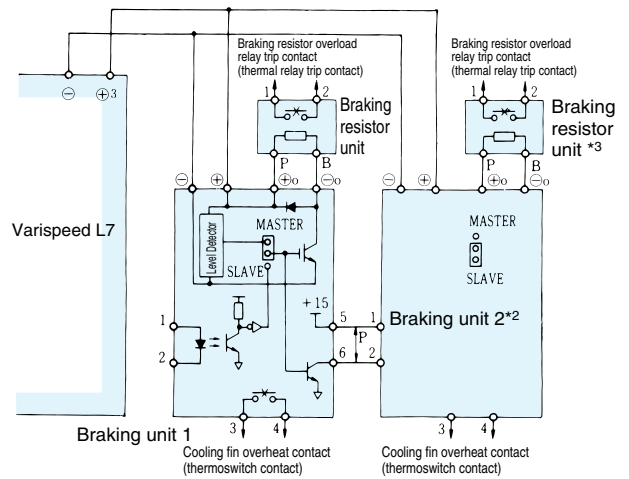 Braking resistor overload
relay trip contact
(thermal relay trip contact)
Braking resistor overload
relay trip contact
(thermal relay trip contact)
⊖ ⊕3
1 2
Braking
resistor
unit
P B
1 2
Braking
resistor
unit *3
P B
⊖ ⊕ ⊕o ⊖o
⊖ ⊕ ⊕o ⊖o
Varispeed L7
Level Detector
MASTER
SLAVE
MASTER
SLAVE
+15
1
2
5
6
P
1
2
Braking unit 2*2
3 4
3 4
Braking unit 1
Cooling fin overheat contact
(thermoswitch contact)
Cooling fin overheat contact
(thermoswitch contact)